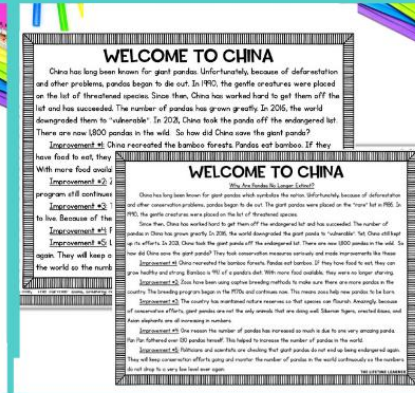 WELCOME TO CHINA
China has long been known for giant pandas. Unfortunately, because of deforestation
and other problems, pandas began to die out. In 1990, the gentle creatures were placed
on the list of threatened species. Since then, China has worked hard to get them off the
list and has succeeded. The number of pandas has grown greatly. In 2016, the world
downgraded them to "vulnerable". In 2021, China took the panda off the endangered list.
There are now 1,800 pandas in the wild. So how did China save the giant panda?
Improvement #1: China recreated the bamboo forests. Pandas eat bamboo. If they
have food to eat, they
With more food
Improvement #2:
program still continues
Improvement #3:
to live. Because of the
Improvement #4:
Improvement #5:
again. They will keep
the world so the
WELCOME TO CHINA
Why Are Pandas No Longer Extinct?
China has long been known for giant pandas which symbolize the nation. Unfortunately, because of deforestation
and other conservation problems, pandas began to die out. The giant pandas were placed on the "rare" list in 1986. In
1990, the gentle creatures were placed on the list of threatened species.
Since then, China has worked hard to get them off the endangered list and has succeeded. The number of
pandas in China has grown greatly. In 2016, the world downgraded the giant panda to "vulnerable" yet, China still kept
up its efforts. In 2021, China took the giant panda off the endangered list. There are now 1,800 pandas in the wild. So
how did China save the giant panda? They took conservation measures seriously and made improvements like these:
Improvement #1: China recreated the bamboo forests. Pandas eat bamboo. If they have food to eat, they can
grow healthy and strong. Bamboo is 99% of a panda's diet. With more food available, they were no longer starving.
Improvement #2: Zoos have been using captive breeding methods to make sure there are more pandas in the
country. The breeding program began in the 1970s and continues now. This means zoos help new pandas to be born.
Improvement #3: The country has maintained nature reserves so that species can flourish. Amazingly, because
of conservation efforts, giant pandas are not the only animals that are doing well. Siberian tigers, crested ibises, and
Asian elephants are all increasing in numbers.
Improvement #4: One reason the number of pandas has increased so much is due to one very amazing panda.
Pan Pan fathered over 130 pandas himself. This helped to increase the number of pandas in the world.
Improvement #5: Politicians and scientists are checking that giant pandas do not end up being endangered again.
They will keep conservation efforts going and monitor the number of pandas in the world continuously so the numbers
do not drop to a very low level ever again.
THE LIFETIME LEARNER